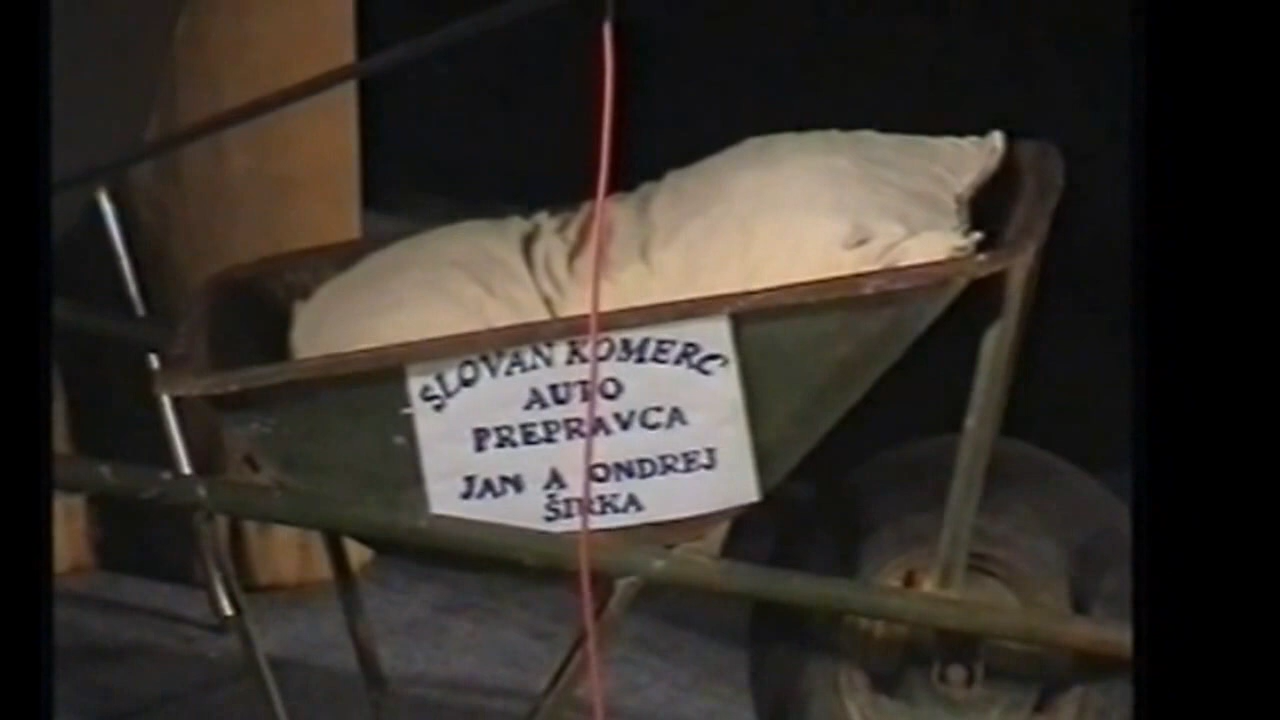 SLOVAN KOMERC
AUTO
PREPRAVCA
JAN A ONDREJ
ŠIRKA